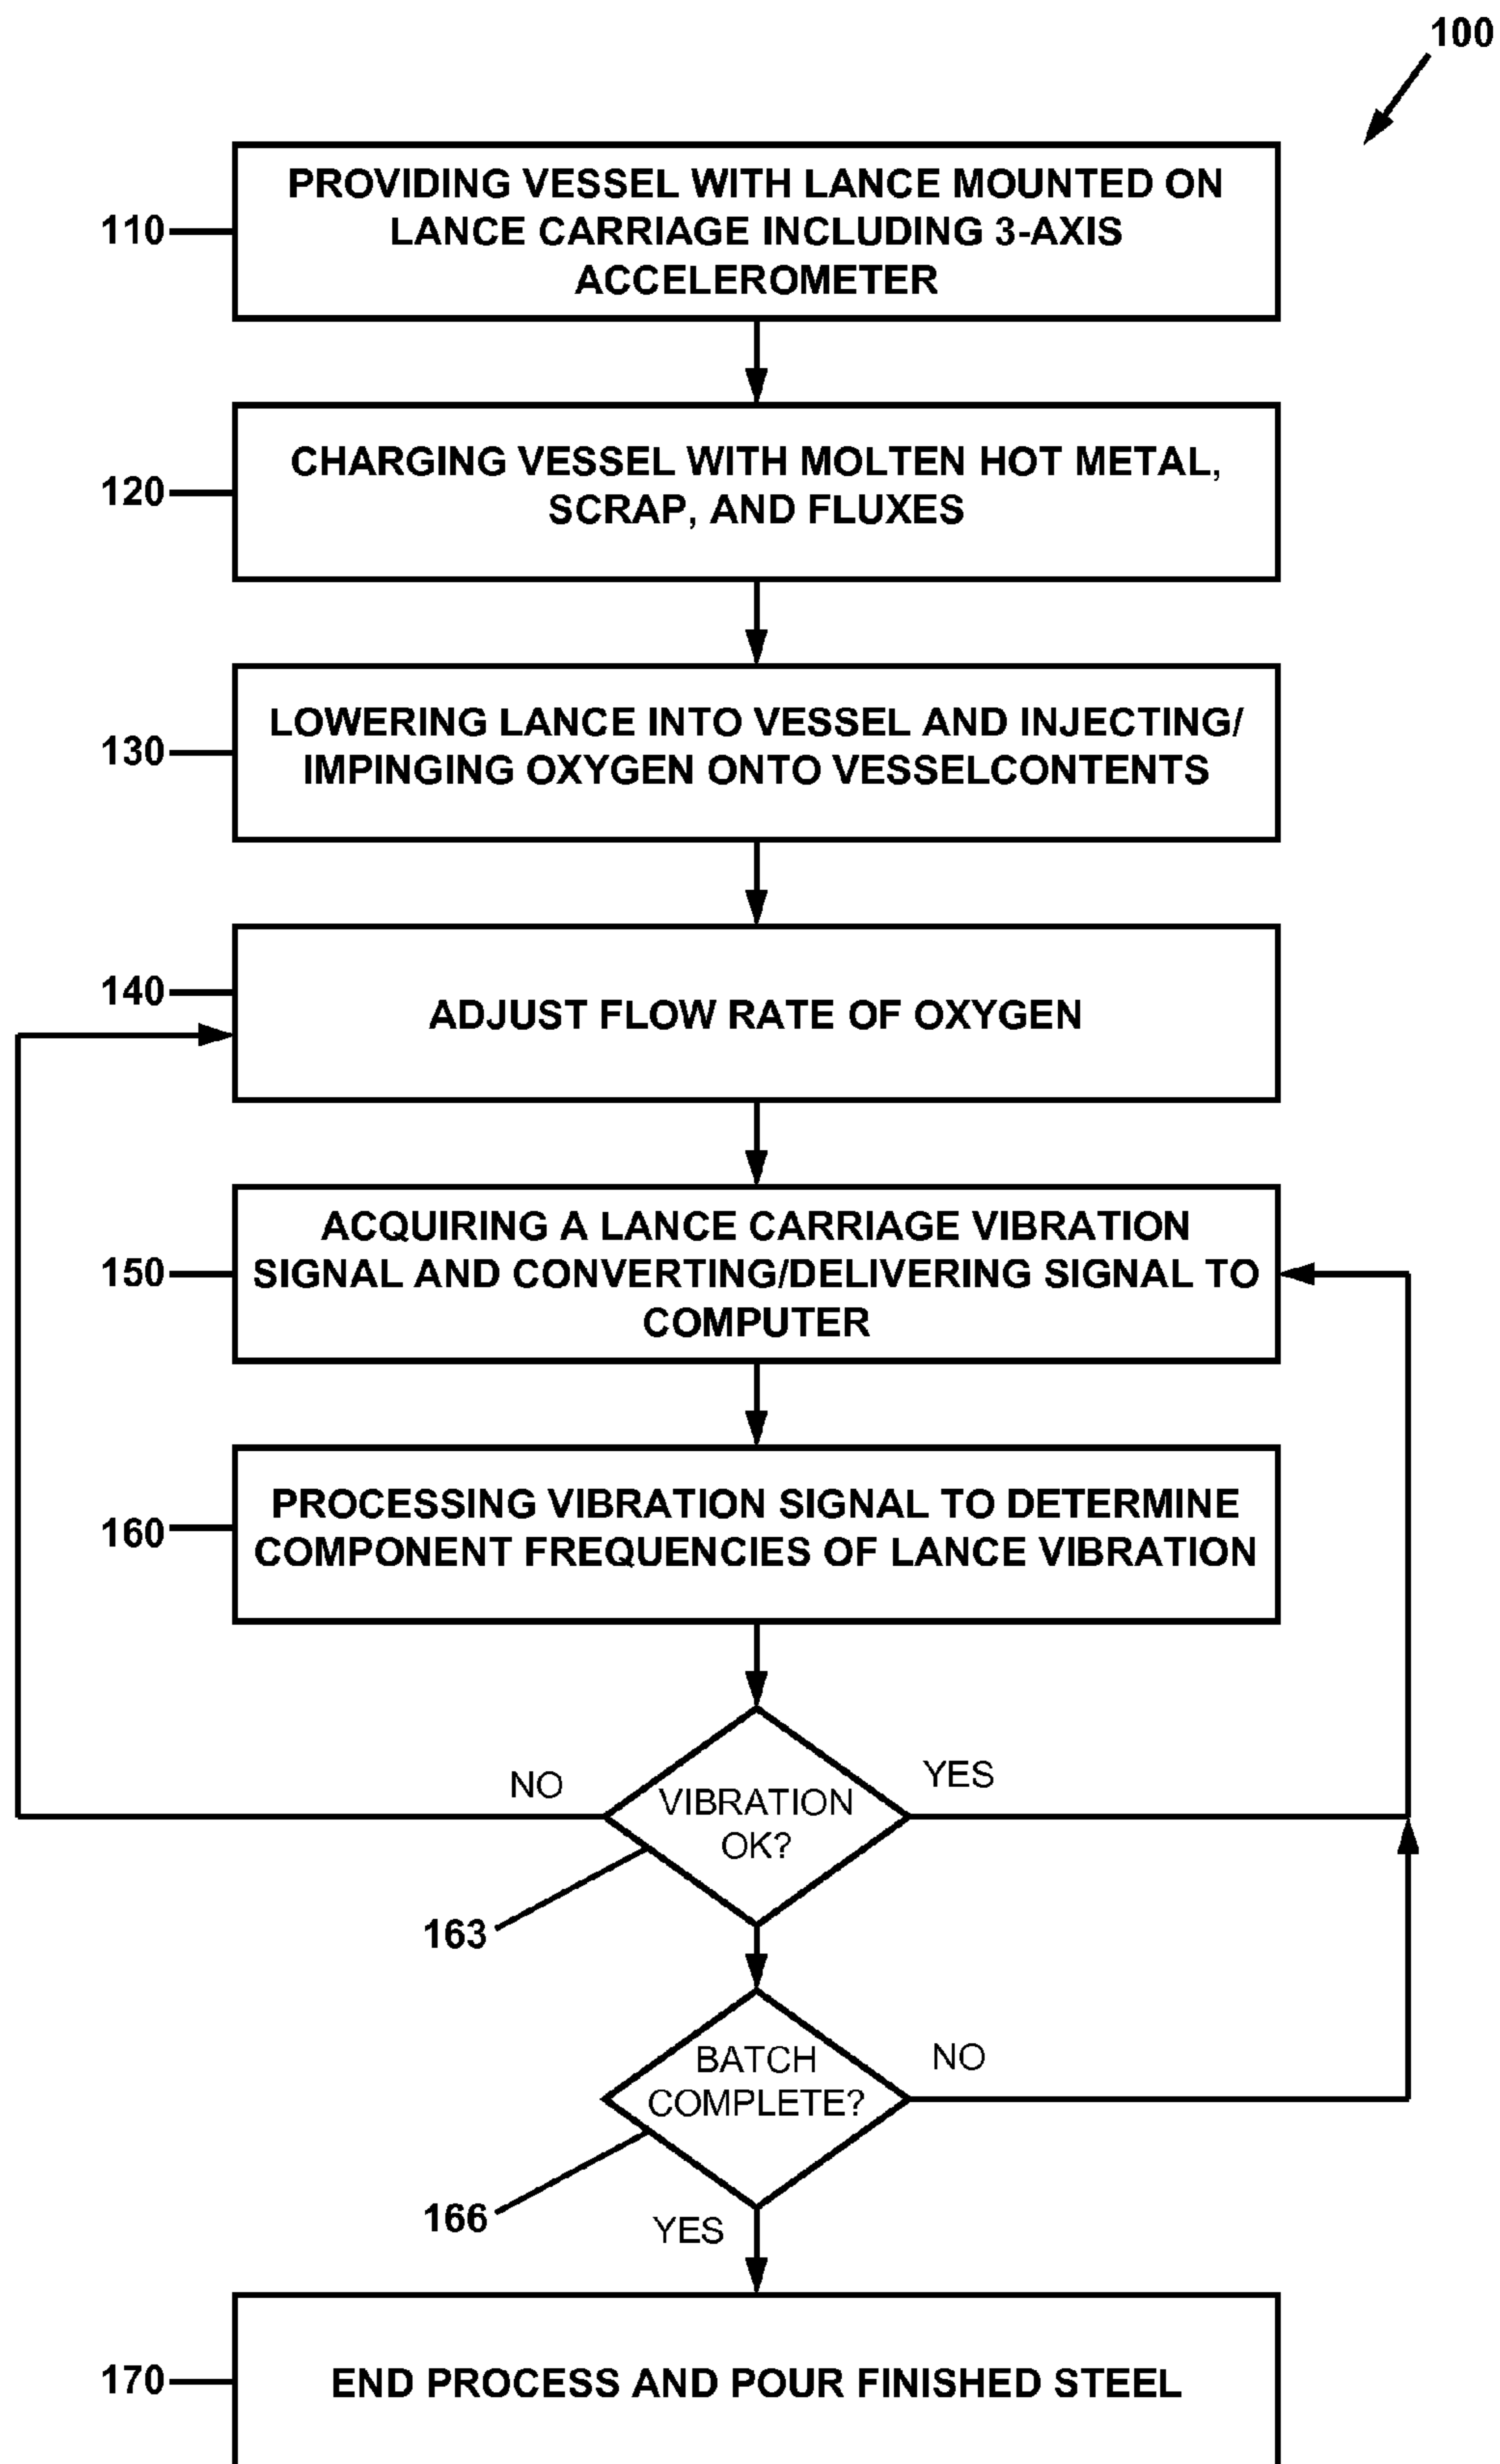 100
PROVIDING VESSEL WITH LANCE MOUNTED ON
LANCE CARRIAGE INCLUDING 3-AXIS
ACCELEROMETER
110
CHARGING VESSEL WITH MOLTEN HOT METAL,
SCRAP, AND FLUXES
120
LOWERING LANCE INTO VESSEL AND INJECTING/
IMPINGING OXYGEN ONTO VESSELCONTENTS
130
140
ADJUST FLOW RATE OF OXYGEN
ACQUIRING A LANCE CARRIAGE VIBRATION
SIGNAL AND CONVERTING/DELIVERING SIGNAL TO
COMPUTER
150
PROCESSING VIBRATION SIGNAL TO DETERMINE
COMPONENT FREQUENCIES OF LANCE VIBRATION
160
NO
YES
VIBRATION
OK?
163
BATCH
COMPLETE?
NO
166
YES
170
END PROCESS AND POUR FINISHED STEEL